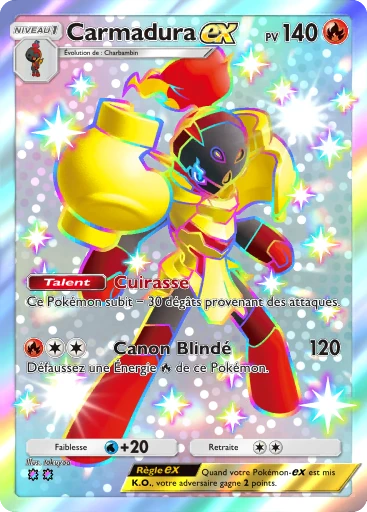 NIVEAU 1
Carmadura ex
PV 140
Évolution de : Charbambin
Talent Cuirasse
Ce Pokémon subit − 30 dégâts provenant des attaques.
Canon Blindé 120
Défaussez une Énergie de ce Pokémon.
Faiblesse +20 Retraite
Illus. takuyoa
Règle ex Quand votre Pokémon-ex est mis
K.O., votre adversaire gagne 2 points.